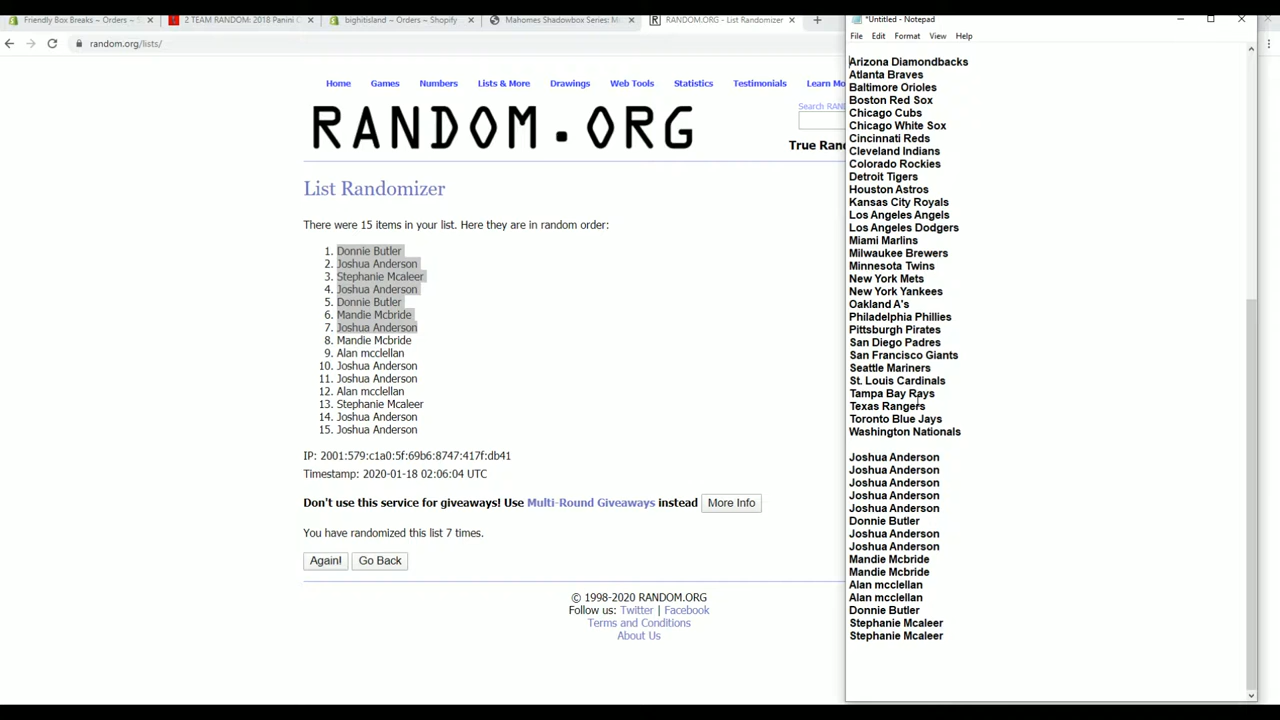 Friendly Box Breaks ~ Orders ~ S
2 TEAM RANDOM: 2018 Panini C
bighitisland ~ Orders ~ Shopify
Mahomes Shadowbox Series: M
RANDOM.ORG - List Randomizer
random.org/lists/
Home Games Numbers Lists & More Drawings Web Tools Statistics Testimonials Learn Mo
Search RAN
RANDOM.ORG
True Ran
List Randomizer
There were 15 items in your list. Here they are in random order:
1. Donnie Butler
2. Joshua Anderson
3. Stephanie Mcaleer
4. Joshua Anderson
5. Donnie Butler
6. Mandie Mcbride
7. Joshua Anderson
8. Mandie Mcbride
9. Alan mcclellan
10. Joshua Anderson
11. Joshua Anderson
12. Alan mcclellan
13. Stephanie Mcaleer
14. Joshua Anderson
15. Joshua Anderson
IP: 2001:579:c1a0:5f:69b6:8747:417f:db41
Timestamp: 2020-01-18 02:06:04 UTC
Don't use this service for giveaways! Use Multi-Round Giveaways instead More Info
You have randomized this list 7 times.
Again! Go Back
© 1998-2020 RANDOM.ORG
Follow us: Twitter | Facebook
Terms and Conditions
About Us
*Untitled - Notepad
File Edit Format View Help
Arizona Diamondbacks
Atlanta Braves
Baltimore Orioles
Boston Red Sox
Chicago Cubs
Chicago White Sox
Cincinnati Reds
Cleveland Indians
Colorado Rockies
Detroit Tigers
Houston Astros
Kansas City Royals
Los Angeles Angels
Los Angeles Dodgers
Miami Marlins
Milwaukee Brewers
Minnesota Twins
New York Mets
New York Yankees
Oakland A's
Philadelphia Phillies
Pittsburgh Pirates
San Diego Padres
San Francisco Giants
Seattle Mariners
St. Louis Cardinals
Tampa Bay Rays
Texas Rangers
Toronto Blue Jays
Washington Nationals
Joshua Anderson
Joshua Anderson
Joshua Anderson
Joshua Anderson
Joshua Anderson
Donnie Butler
Joshua Anderson
Joshua Anderson
Mandie Mcbride
Mandie Mcbride
Alan mcclellan
Alan mcclellan
Donnie Butler
Stephanie Mcaleer
Stephanie Mcaleer